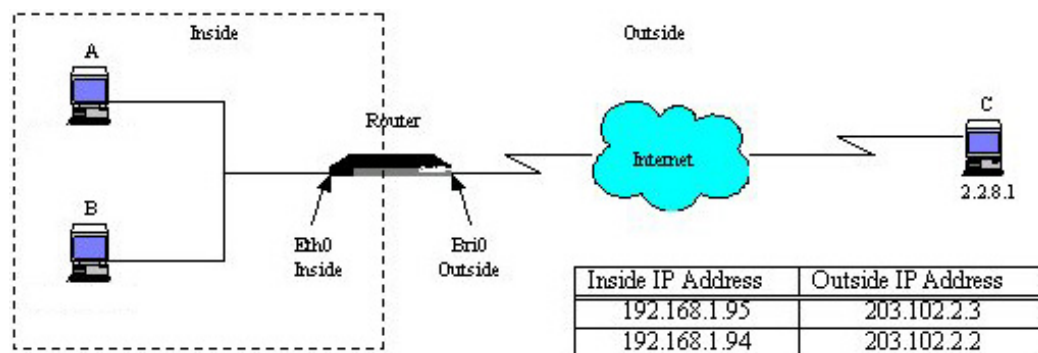 Inside
Outside
A
Router
C
Internet
2.2.8.1
B
Eth0
Inside
Bri0
Outside
Inside IP Address Outside IP Address
192.168.1.95 203.102.2.3
192.168.1.94 203.102.2.2